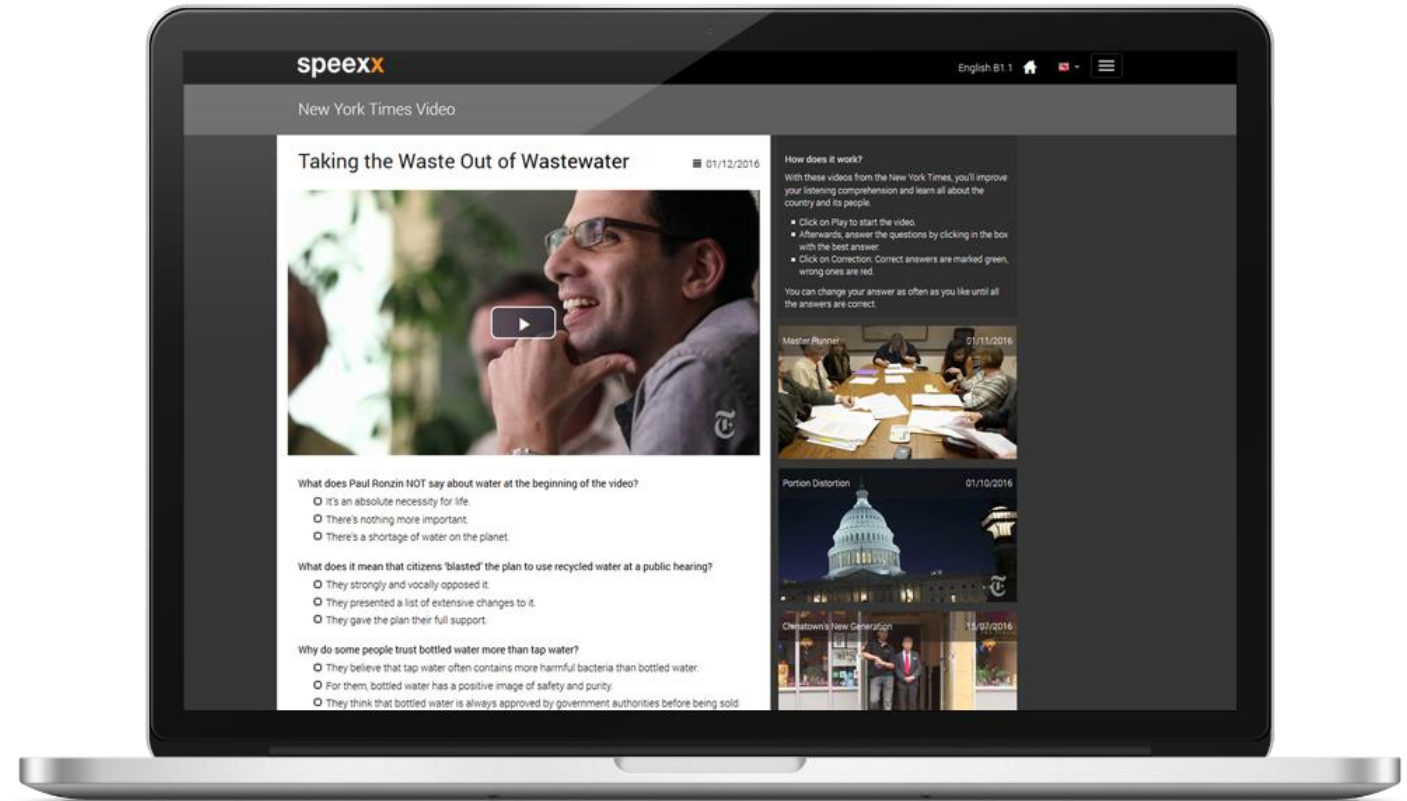 speexx
English B1.1
New York Times Video
Taking the Waste Out of Wastewater
01/12/2016
What does Paul Ronzin NOT say about water at the beginning of the video?
It's an absolute necessity for life.
There's nothing more important.
There's a shortage of water on the planet.
What does it mean that citizens 'blasted' the plan to use recycled water at a public hearing?
They strongly and vocally opposed it.
They presented a list of extensive changes to it.
They gave the plan their full support.
Why do some people trust bottled water more than tap water?
They believe that tap water often contains more harmful bacteria than bottled water.
For them, bottled water has a positive image of safety and purity.
They think that bottled water is always approved by government authorities before being sold.
How does it work?
With these videos from the New York Times, you'll improve
your listening comprehension and learn all about the
country and its people.
Click on Play to start the video.
Afterwards, answer the questions by clicking in the box
with the best answer.
Click on Correction: Correct answers are marked green,
wrong ones are red.
You can change your answer as often as you like until all
the answers are correct.
Master Runner 01/11/2016
Portion Distortion 01/10/2016
Chinatown's New Generation 15/07/2016